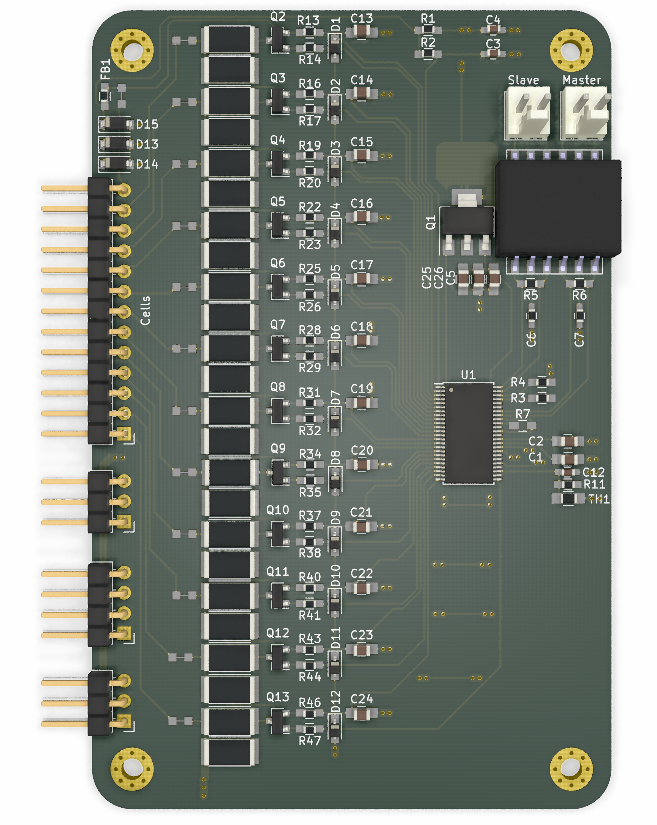 Q2 R13 D1 C13 R1 C4
R14 R2 C3
FB1
Q3 R16 D2 C14 Slave Master
R17
D15
D13
D14
Q4 R19 D3 C15
R20
Q5 R22 D4 C16 Q1
R23
Q6 R25 D5 C17 C25 C26 C5
R26
R5 R6
Cells
Q7 R28 D6 C18 C6 C7
R29
U1
Q8 R31 D7 C19 R4
R32 R3
R7
Q9 R34 D8 C20 C2
R35 C1
C12
R11
TH1
Q10 R37 D9 C21
R38
Q11 R40 D10 C22
R41
Q12 R43 D11 C23
R44
Q13 R46 D12 C24
R47